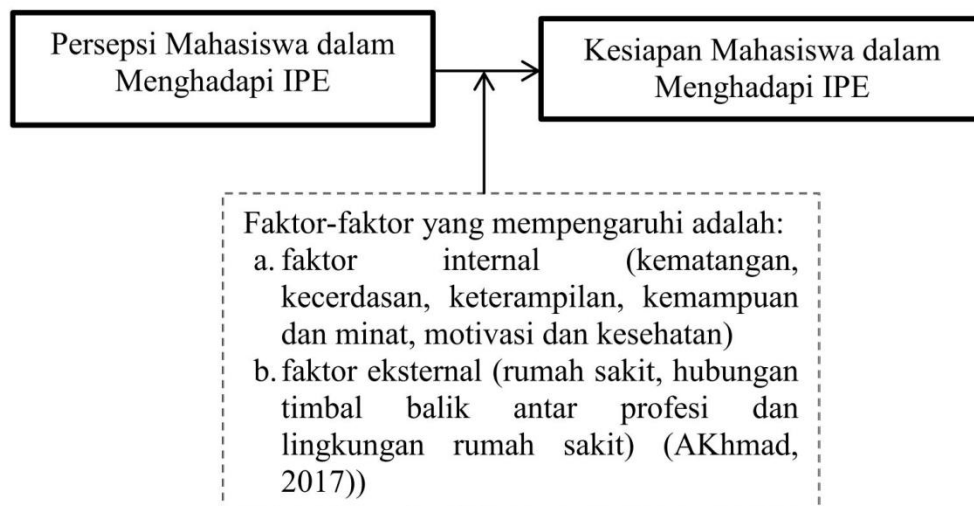 Persepsi Mahasiswa dalam
Menghadapi IPE
Kesiapan Mahasiswa dalam
Menghadapi IPE
Faktor-faktor yang mempengaruhi adalah:
a. faktor internal (kematangan,
kecerdasan, keterampilan, kemampuan
dan minat, motivasi dan kesehatan)
b. faktor eksternal (rumah sakit, hubungan
timbal balik antar profesi dan
lingkungan rumah sakit) (AKhmad,
2017))